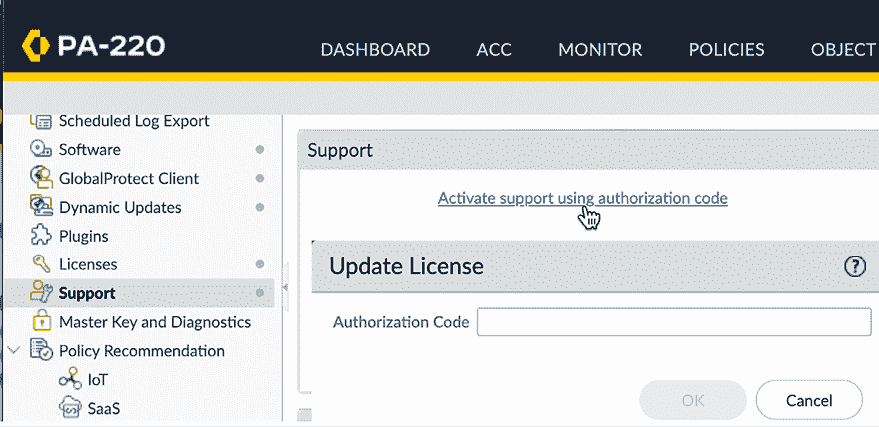 PA-220
DASHBOARD ACC MONITOR POLICIES OBJECT
Scheduled Log Export
Software
GlobalProtect Client
Dynamic Updates
Plugins
Licenses
Support
Master Key and Diagnostics
Policy Recommendation
IoT
SaaS
Support
Activate support using authorization code
Update License
?
Authorization Code
OK Cancel